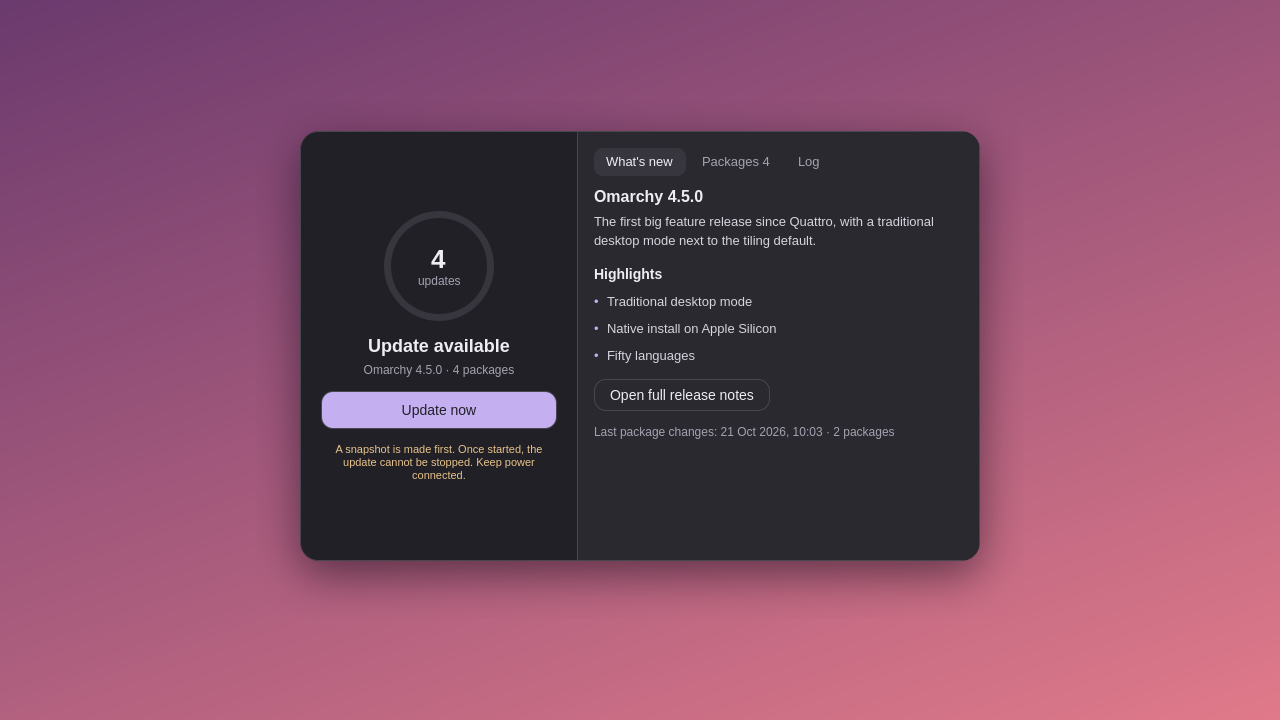 4
updates
Update available
Omarchy 4.5.0 · 4 packages
Update now
A snapshot is made first. Once started, the
update cannot be stopped. Keep power
connected.
What's new
Packages 4
Log
Omarchy 4.5.0
The first big feature release since Quattro, with a traditional
desktop mode next to the tiling default.
Highlights
• Traditional desktop mode
• Native install on Apple Silicon
• Fifty languages
Open full release notes
Last package changes: 21 Oct 2026, 10:03 · 2 packages